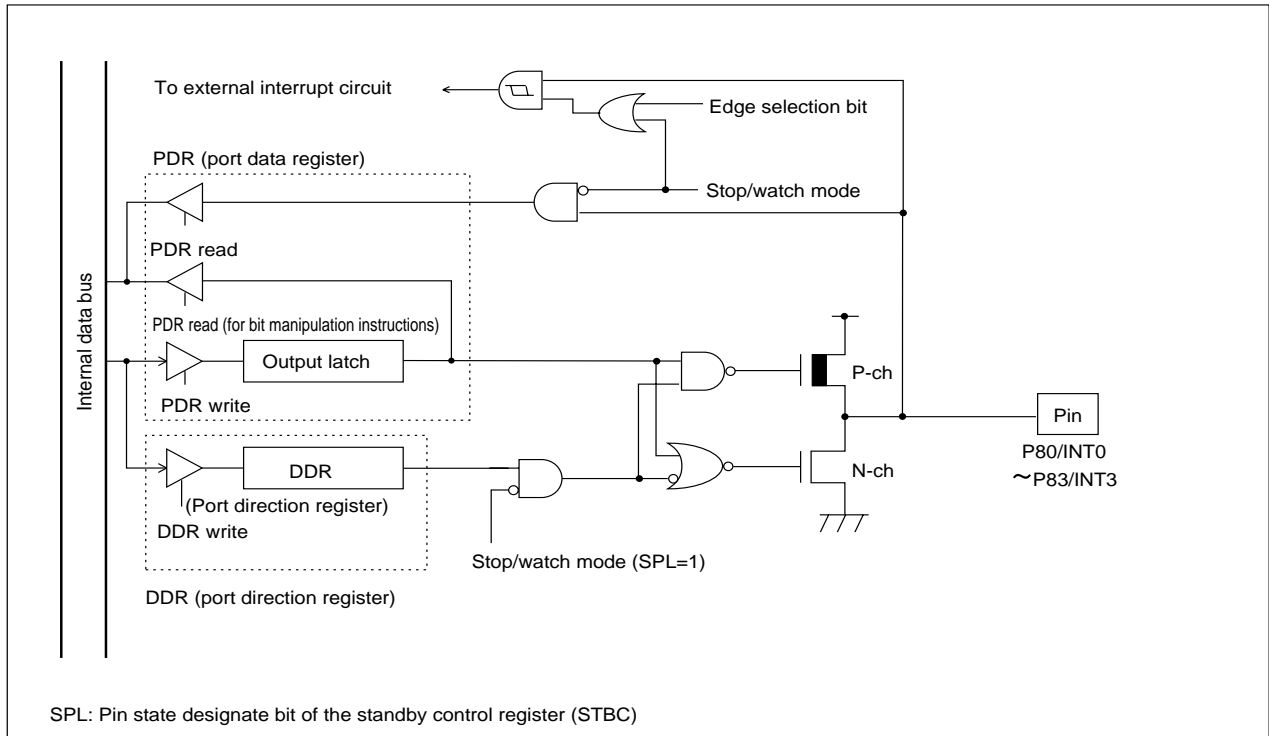 To external interrupt circuit
Edge selection bit
PDR (port data register)
Stop/watch mode
PDR read
Internal data bus
PDR read (for bit manipulation instructions)
Output latch
P-ch
PDR write
Pin
P80/INT0
~P83/INT3
DDR
N-ch
(Port direction register)
DDR write
Stop/watch mode (SPL=1)
DDR (port direction register)
SPL: Pin state designate bit of the standby control register (STBC)